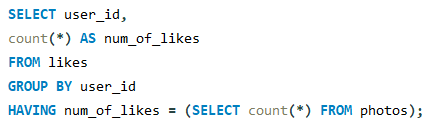 SELECT user_id,
count(*) AS num_of_likes
FROM likes
GROUP BY user_id
HAVING num_of_likes = (SELECT count(*) FROM photos);